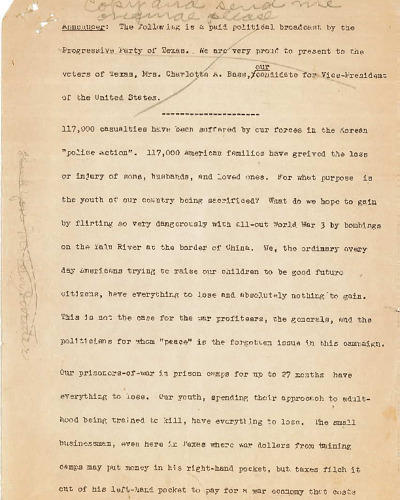 Copy and send me
original please
Announcer: The following is a paid political broadcast by the
Progressive Party of Texas. We are very proud to present to the
our
voters of Texas, Mrs. Charlotta A. Bass, candidate for Vice-President
of the United States.
--------------------
117,000 casualties have been suffered by our forces in the Korean
"police action". 117,000 American families have greived the loss
or injury of sons, husbands, and loved ones. For what purpose is
the youth of our country being sacrificed? What do we hope to gain
by flirting so very dangerously with all-out World War 3 by bombings
on the Yalu River at the border of China. We, the ordinary every
day Americans trying to raise our children to be good future
citizens, have everything to lose and absolutely nothing to gain.
This is not the case for the war profiteers, the generals, and the
politicians for whom "peace" is the forgotten issue in this campaign.
Our prisoners-of-war in prison camps for up to 27 months have
everything to lose. Our youth, spending their approach to adult-
hood being trained to kill, have everything to lose. The small
businessman, even here in Texas where war dollars from training
camps may put money in his right-hand pocket, but taxes filch it
out of his left-hand pocket to pay for a war economy that costs